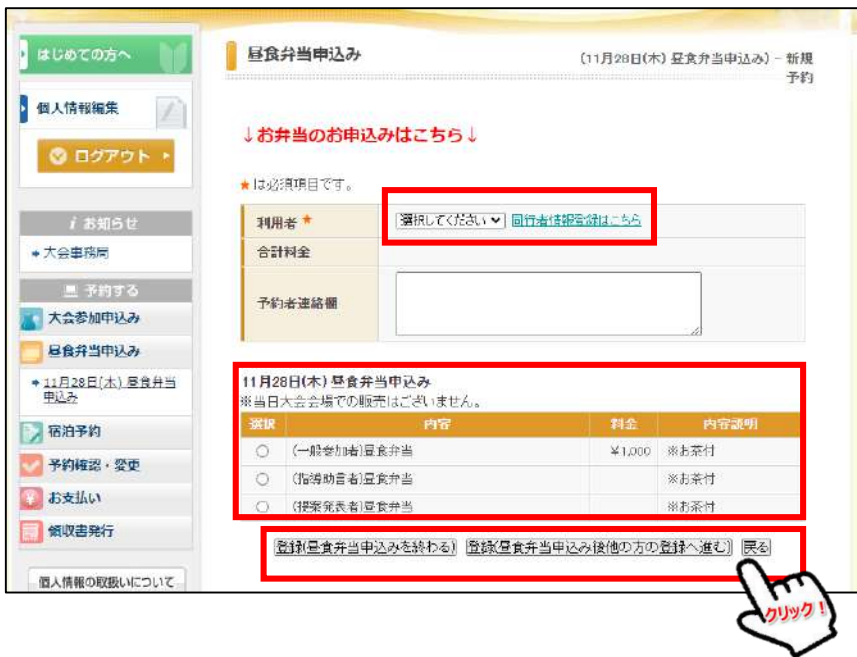 はじめての方へ
個人情報編集
ログアウト
i お知らせ
大会事務局
予約する
大会参加申込み
昼食弁当申込み
11月28日(木) 昼食弁当
申込み
宿泊予約
予約確認・変更
お支払い
領収書発行
個人情報の取扱いについて
昼食弁当申込み
(11月28日(木) 昼食弁当申込み) - 新規
予約
↓お弁当のお申込みはこちら↓
★は必須項目です。
利用者 ★ 選択してください 同行者情報登録はこちら
合計料金
予約者連絡欄
11月28日(木) 昼食弁当申込み
※当日大会会場での販売はございません。
選択 内容 料金 内容説明
(一般参加者)昼食弁当 ¥1,000 ※お茶付
(指導助言者)昼食弁当 ※お茶付
(提案発表者)昼食弁当 ※お茶付
登録(昼食弁当申込みを終わる) 登録(昼食弁当申込み後他の方の登録へ進む) 戻る
クリック!